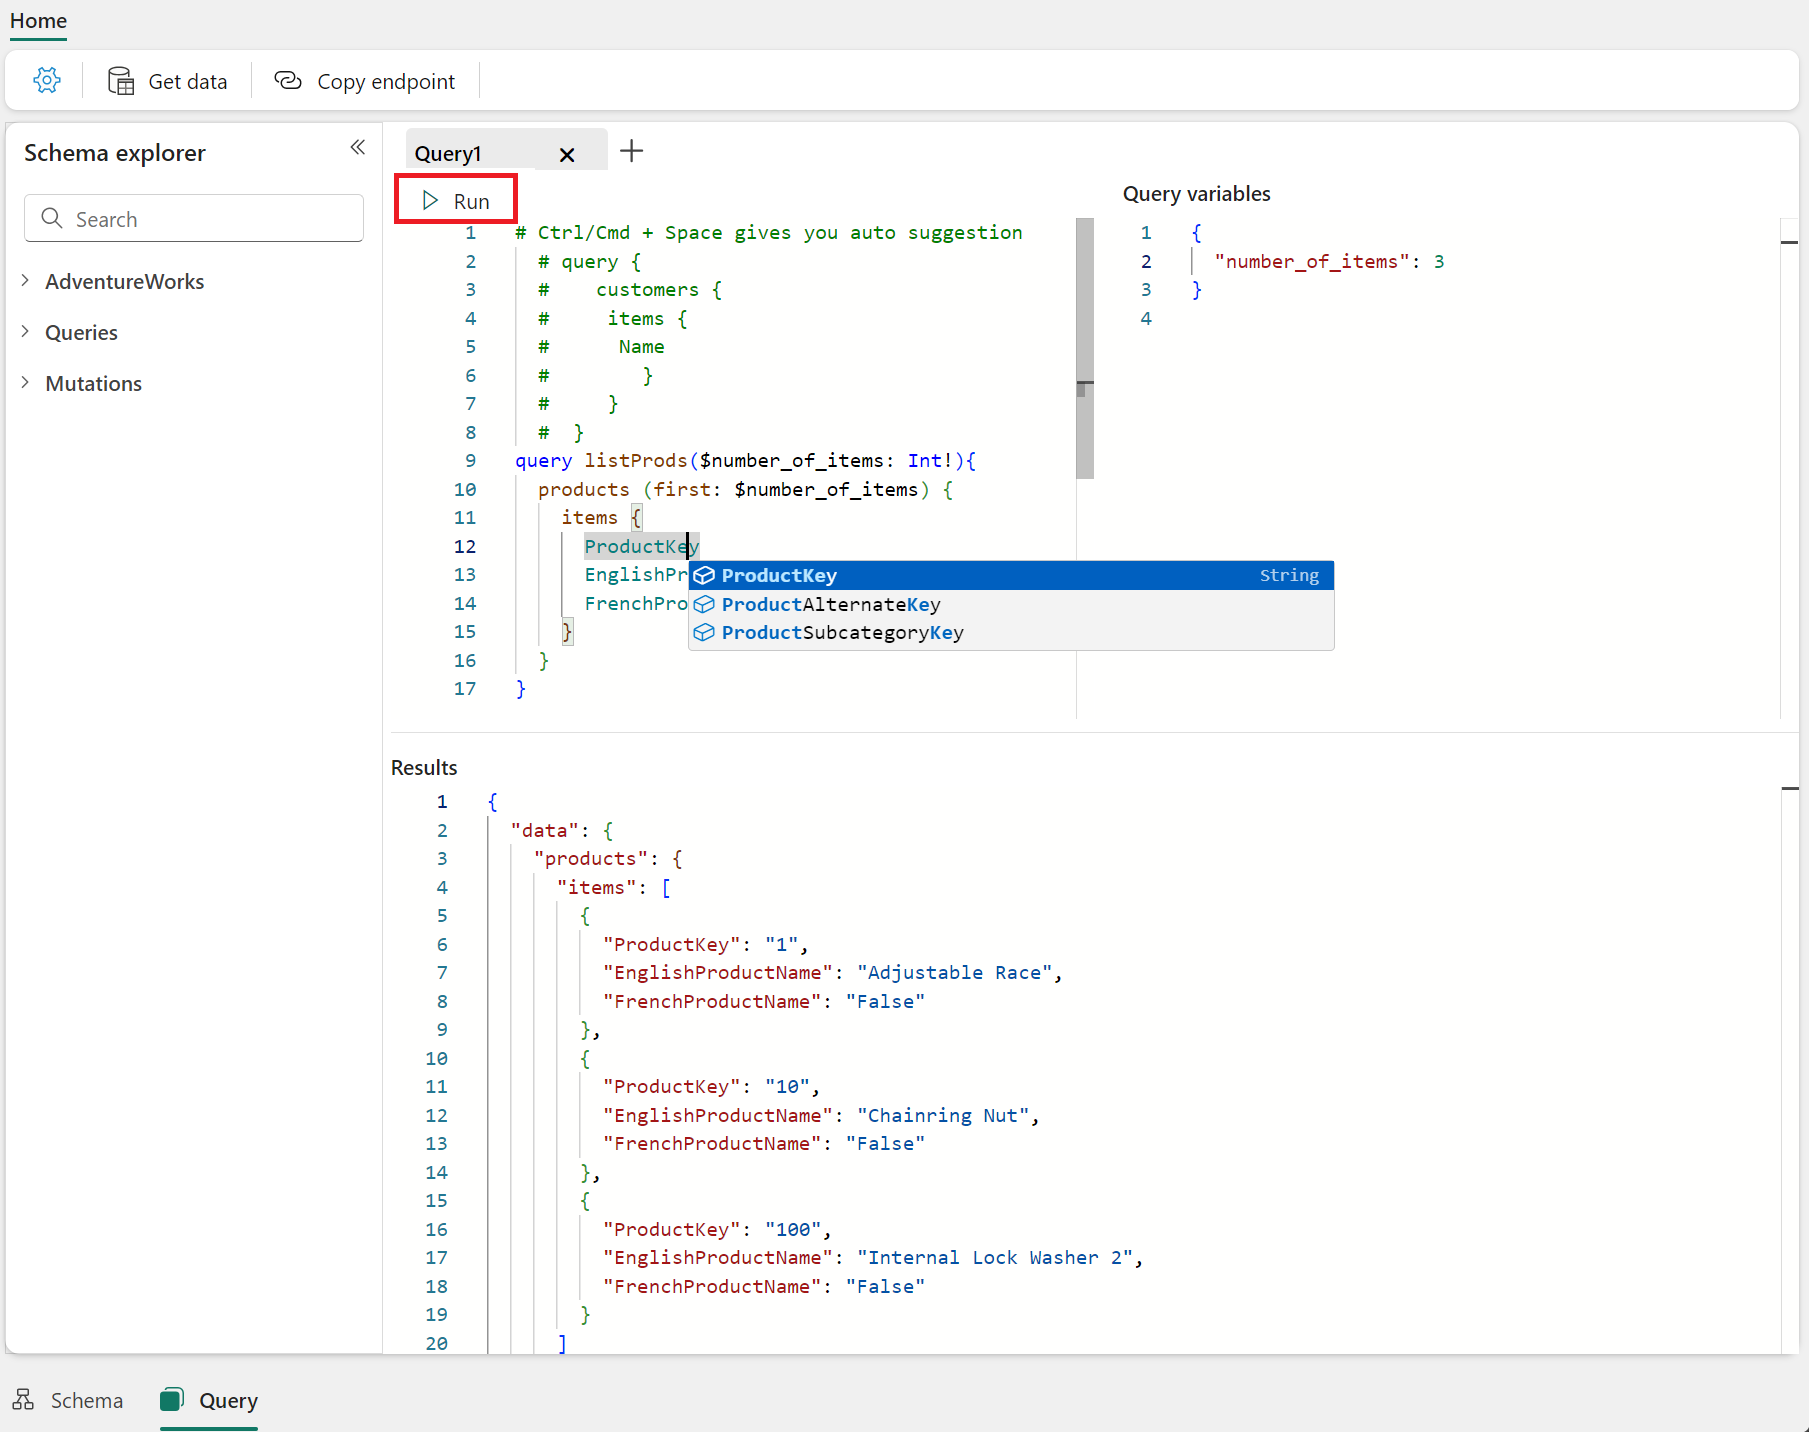 Home
Get data
Copy endpoint
Schema explorer
Search
AdventureWorks
Queries
Mutations
Query1
Run
1 # Ctrl/Cmd + Space gives you auto suggestion
2 # query {
3 # customers {
4 # items {
5 # Name
6 # }
7 # }
8 # }
9 query listProds($number_of_items: Int!){
10 products (first: $number_of_items) {
11 items {
12 ProductKey
13 EnglishPr
14 FrenchPro
15 }
16 }
17 }
ProductKey String
ProductAlternateKey
ProductSubcategoryKey
Query variables
1 {
2 "number_of_items": 3
3 }
4
Results
1 {
2 "data": {
3 "products": {
4 "items": [
5 {
6 "ProductKey": "1",
7 "EnglishProductName": "Adjustable Race",
8 "FrenchProductName": "False"
9 },
10 {
11 "ProductKey": "10",
12 "EnglishProductName": "Chainring Nut",
13 "FrenchProductName": "False"
14 },
15 {
16 "ProductKey": "100",
17 "EnglishProductName": "Internal Lock Washer 2",
18 "FrenchProductName": "False"
19 }
20 ]
Schema
Query